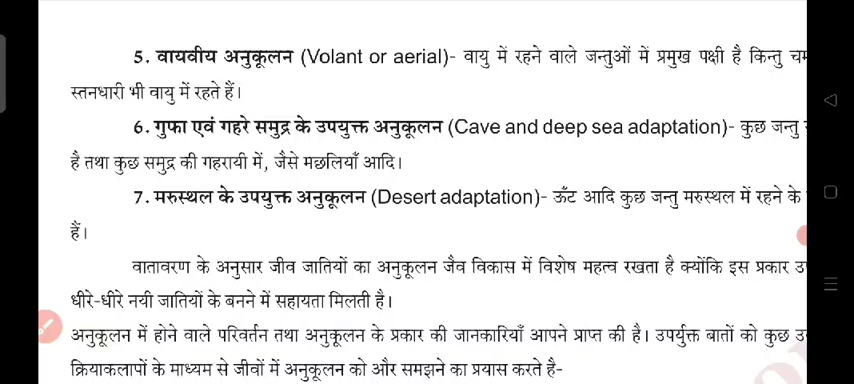 5. वायवीय अनुकूलन (Volant or aerial)- वायु में रहने वाले जन्तुओं में प्रमुख पक्षी है किन्तु
स्तनधारी भी वायु में रहते हैं।
6. गुफा एवं गहरे समुद्र के उपयुक्त अनुकूलन (Cave and deep sea adaptation)- कुछ जन्तु
है तथा कुछ समुद्र की गहरायी में, जैसे मछलियाँ आदि।
7. मरुस्थल के उपयुक्त अनुकूलन (Desert adaptation)- ऊँट आदि कुछ जन्तु मरुस्थल में रहने के
हैं।
वातावरण के अनुसार जीव जातियों का अनुकूलन जैव विकास में विशेष महत्व रखता है क्योंकि इस प्रकार
धीरे-धीरे नयी जातियों के बनने में सहायता मिलती है।
अनुकूलन में होने वाले परिवर्तन तथा अनुकूलन के प्रकार की जानकारियाँ आपने प्राप्त की है। उपर्युक्त बातों को कुछ
क्रियाकलापों के माध्यम से जीवों में अनुकूलन को और समझने का प्रयास करते है-